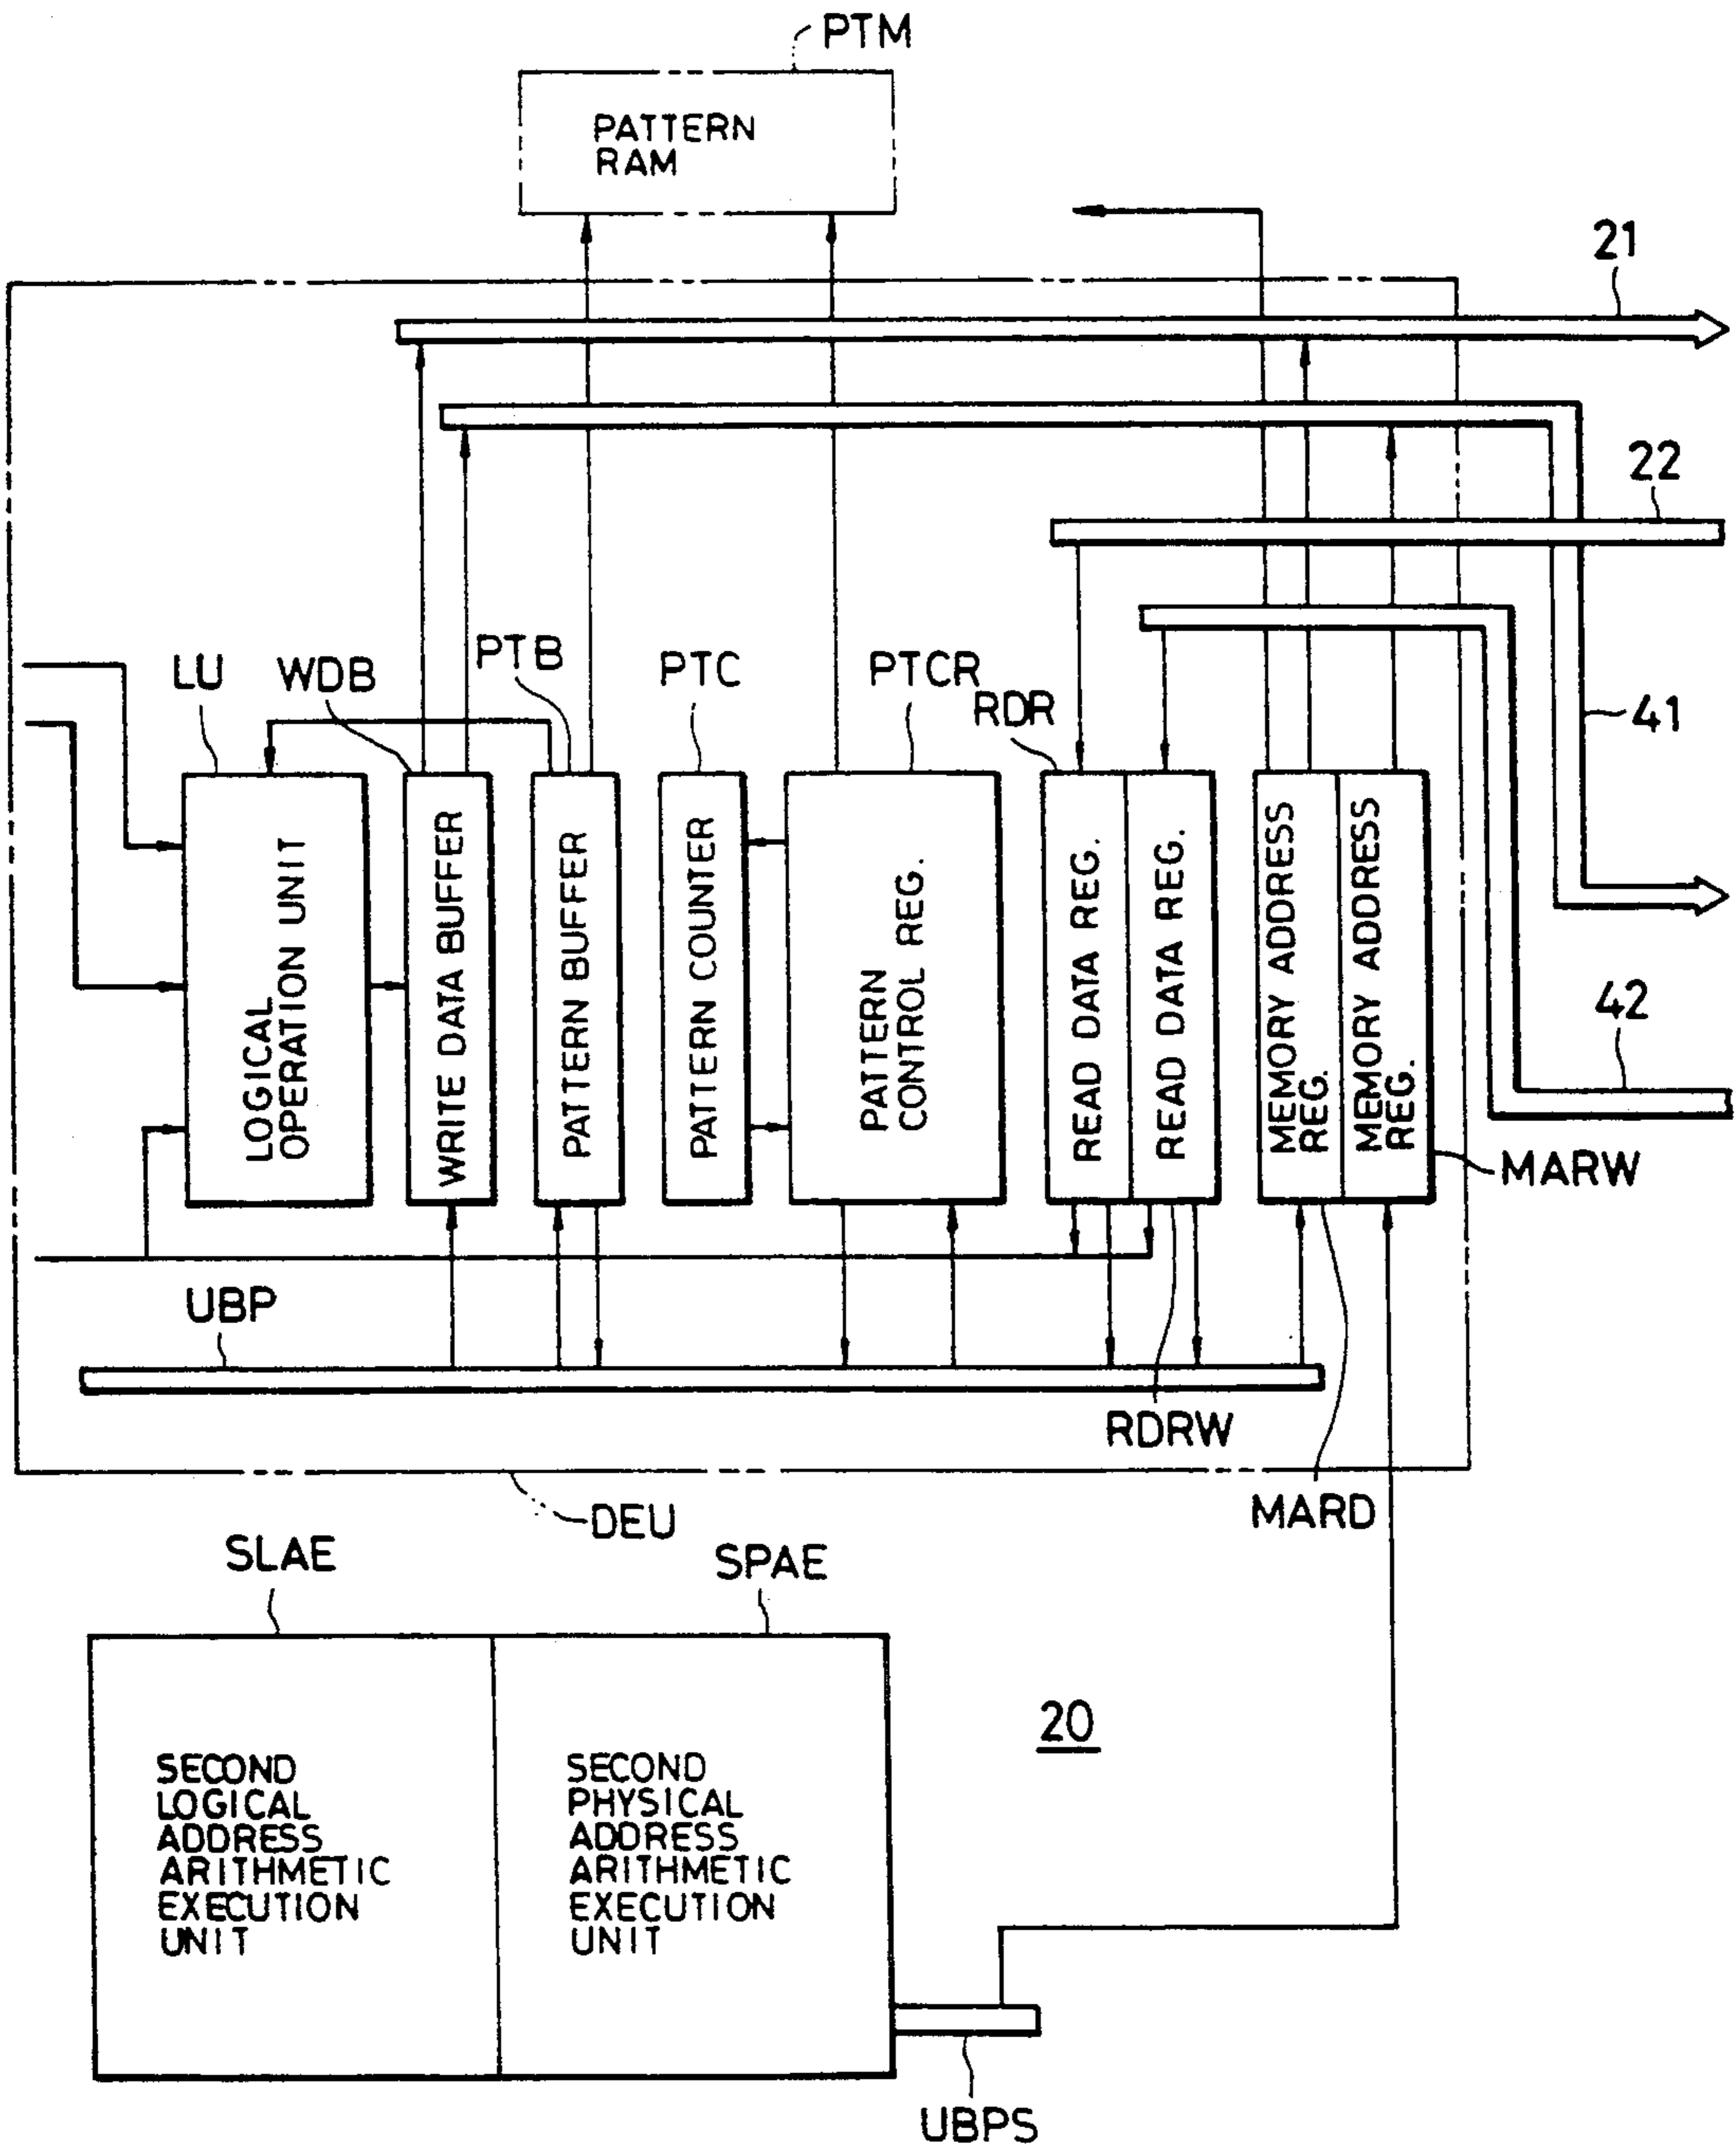 PTM
PATTERN
RAM
21
22
LU
WDB
PTB
PTC
PTCR
RDR
41
LOGICAL
OPERATION UNIT
WRITE DATA BUFFER
PATTERN BUFFER
PATTERN COUNTER
PATTERN
CONTROL REG.
READ DATA REG.
READ DATA REG.
MEMORY ADDRESS
REG.
MEMORY ADDRESS
REG.
42
MARW
UBP
RDRW
MARD
DEU
SLAE
SPAE
20
SECOND
LOGICAL
ADDRESS
ARITHMETIC
EXECUTION
UNIT
SECOND
PHYSICAL
ADDRESS
ARITHMETIC
EXECUTION
UNIT
UBPS